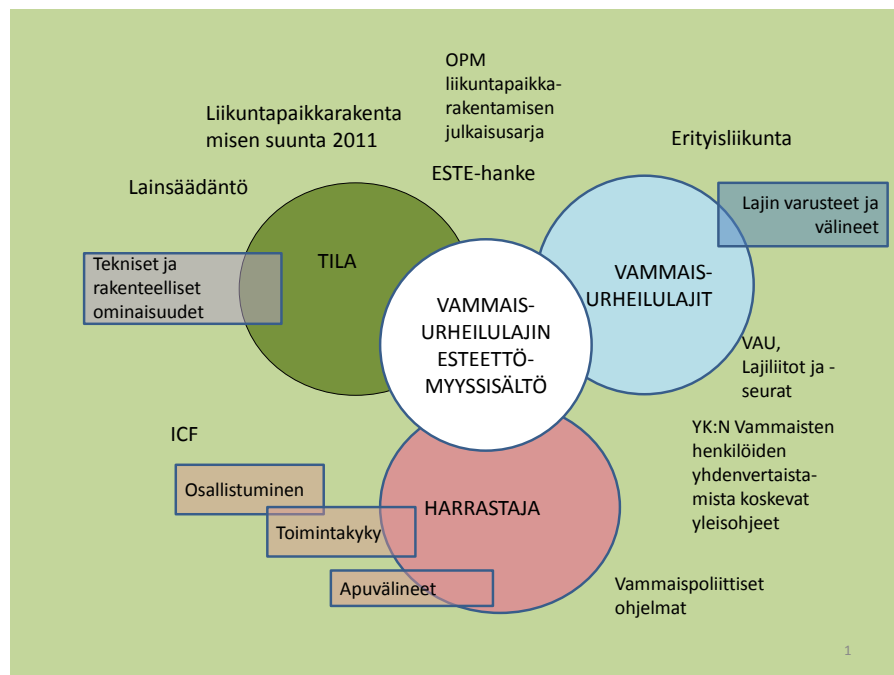 OPM
liikuntapaikka-
rakentamisen
julkaisusarja
Liikuntapaikkarakenta
misen suunta 2011
Erityisliikunta
ESTE-hanke
Lainsäädäntö
Lajin varusteet ja
välineet
Tekniset ja
rakenteelliset
ominaisuudet
TILA
VAMMAIS-
URHEILULAJIT
VAMMAIS-
URHEILULAJIN
ESTEETTÖ-
MYYSSISÄLTÖ
VAU,
Lajiliitot ja -
seurat
YK:N Vammaisten
henkilöiden
yhdenvertaista-
mista koskevat
yleisohjeet
ICF
Osallistuminen
HARRASTAJA
Toimintakyky
Apuvälineet
Vammaispoliittiset
ohjelmat
1